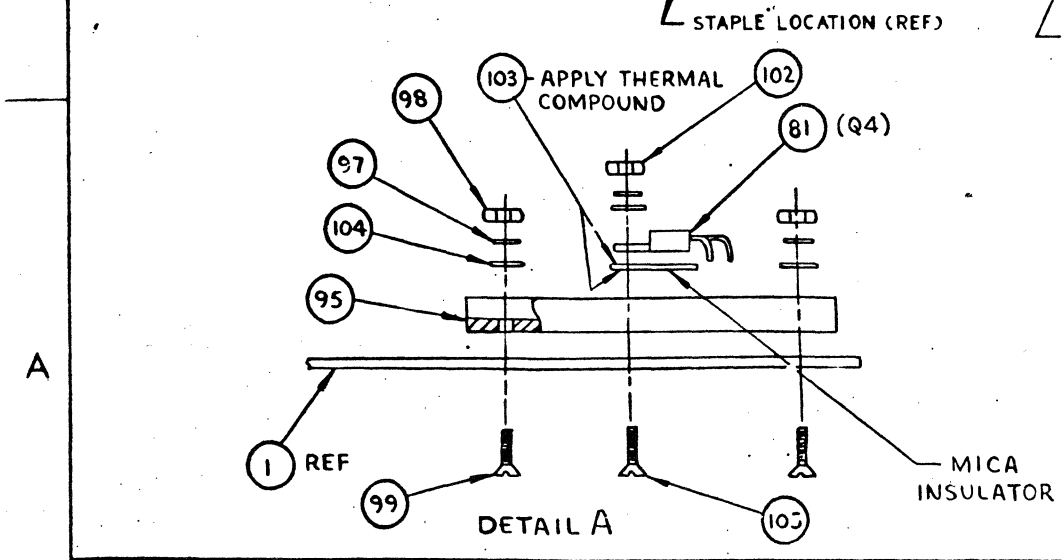 STAPLE LOCATION (REF)
103 - APPLY THERMAL
COMPOUND
102
98
81 (Q4)
97
104
95
A
1 REF
MICA
INSULATOR
99
DETAIL A